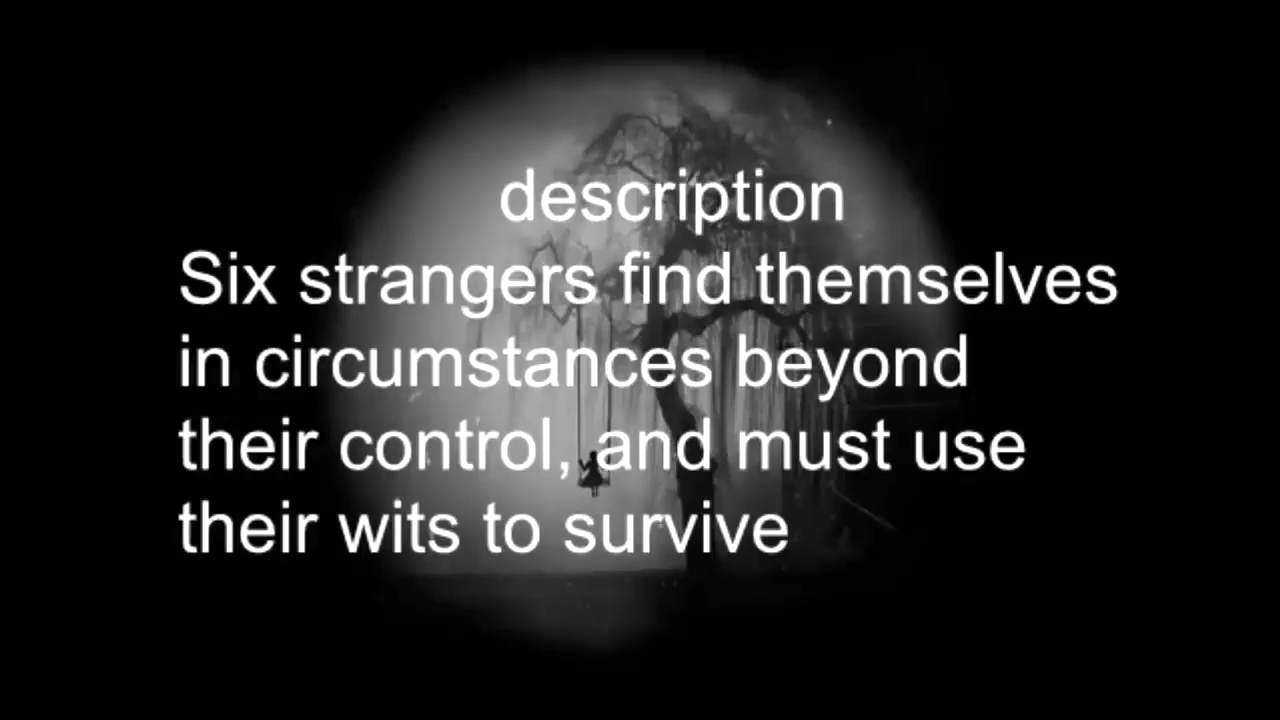 description
Six strangers find themselves
in circumstances beyond
their control, and must use
their wits to survive